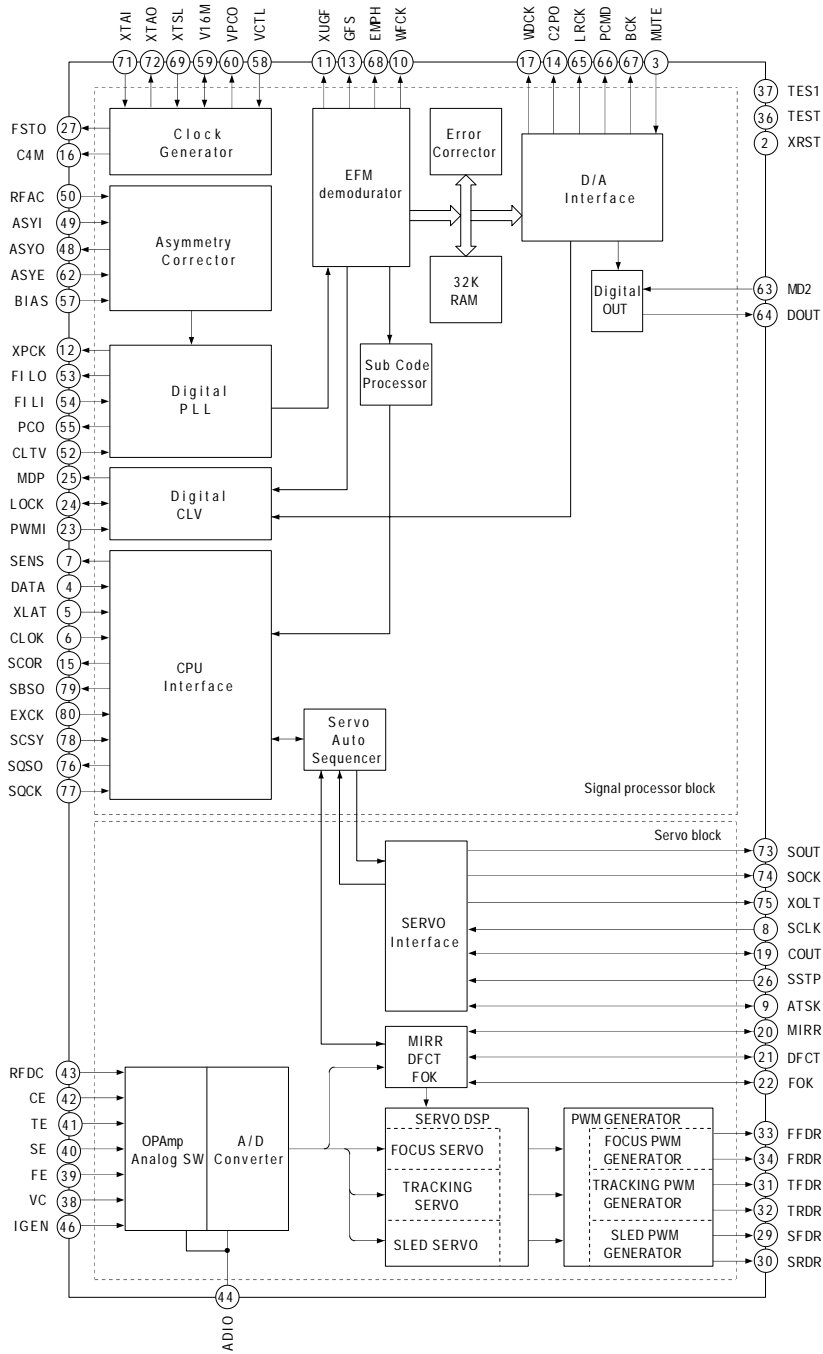 XTAI
XTAO
XTSL
V16M
VPCO
VCTL
XUGF
GFS
EMPH
WFCK
WDCK
C2PO
LRCK
PCMD
BCK
MUTE
71
72
69
59
60
58
11
13
68
10
17
14
65
66
67
3
37 TES1
36 TEST
2 XRST
FSTO 27
C4M 16
Clock
Generator
RFAC 50
ASYI 49
ASYO 48
ASYE 62
BIAS 57
Asymmetry
Corrector
EFM
demodurator
Error
Corrector
32K
RAM
D/A
Interface
Digital
OUT
63 MD2
64 DOUT
XPCK 12
FILO 53
FILI 54
PCO 55
CLTV 52
Digital
PLL
Sub Code
Processor
MDP 25
LOCK 24
PWMI 23
Digital
CLV
SENS 7
DATA 4
XLAT 5
CLOK 6
SCOR 15
SBSO 79
EXCK 80
SCSY 78
SQSO 76
SQCK 77
CPU
Interface
Servo
Auto
Sequencer
Signal processor block
Servo block
SERVO
Interface
73 SOUT
74 SOCK
75 XOLT
8 SCLK
19 COUT
26 SSTP
9 ATSK
20 MIRR
21 DFCT
22 FOK
MIRR
DFCT
FOK
RFDC 43
CE 42
TE 41
SE 40
FE 39
VC 38
IGEN 46
OPAmp
Analog SW
A/D
Converter
SERVO DSP
FOCUS SERVO
TRACKING
SERVO
SLED SERVO
PWM GENERATOR
FOCUS PWM
GENERATOR
TRACKING PWM
GENERATOR
SLED PWM
GENERATOR
33 FFDR
34 FRDR
31 TFDR
32 TRDR
29 SFDR
30 SRDR
44
ADIO